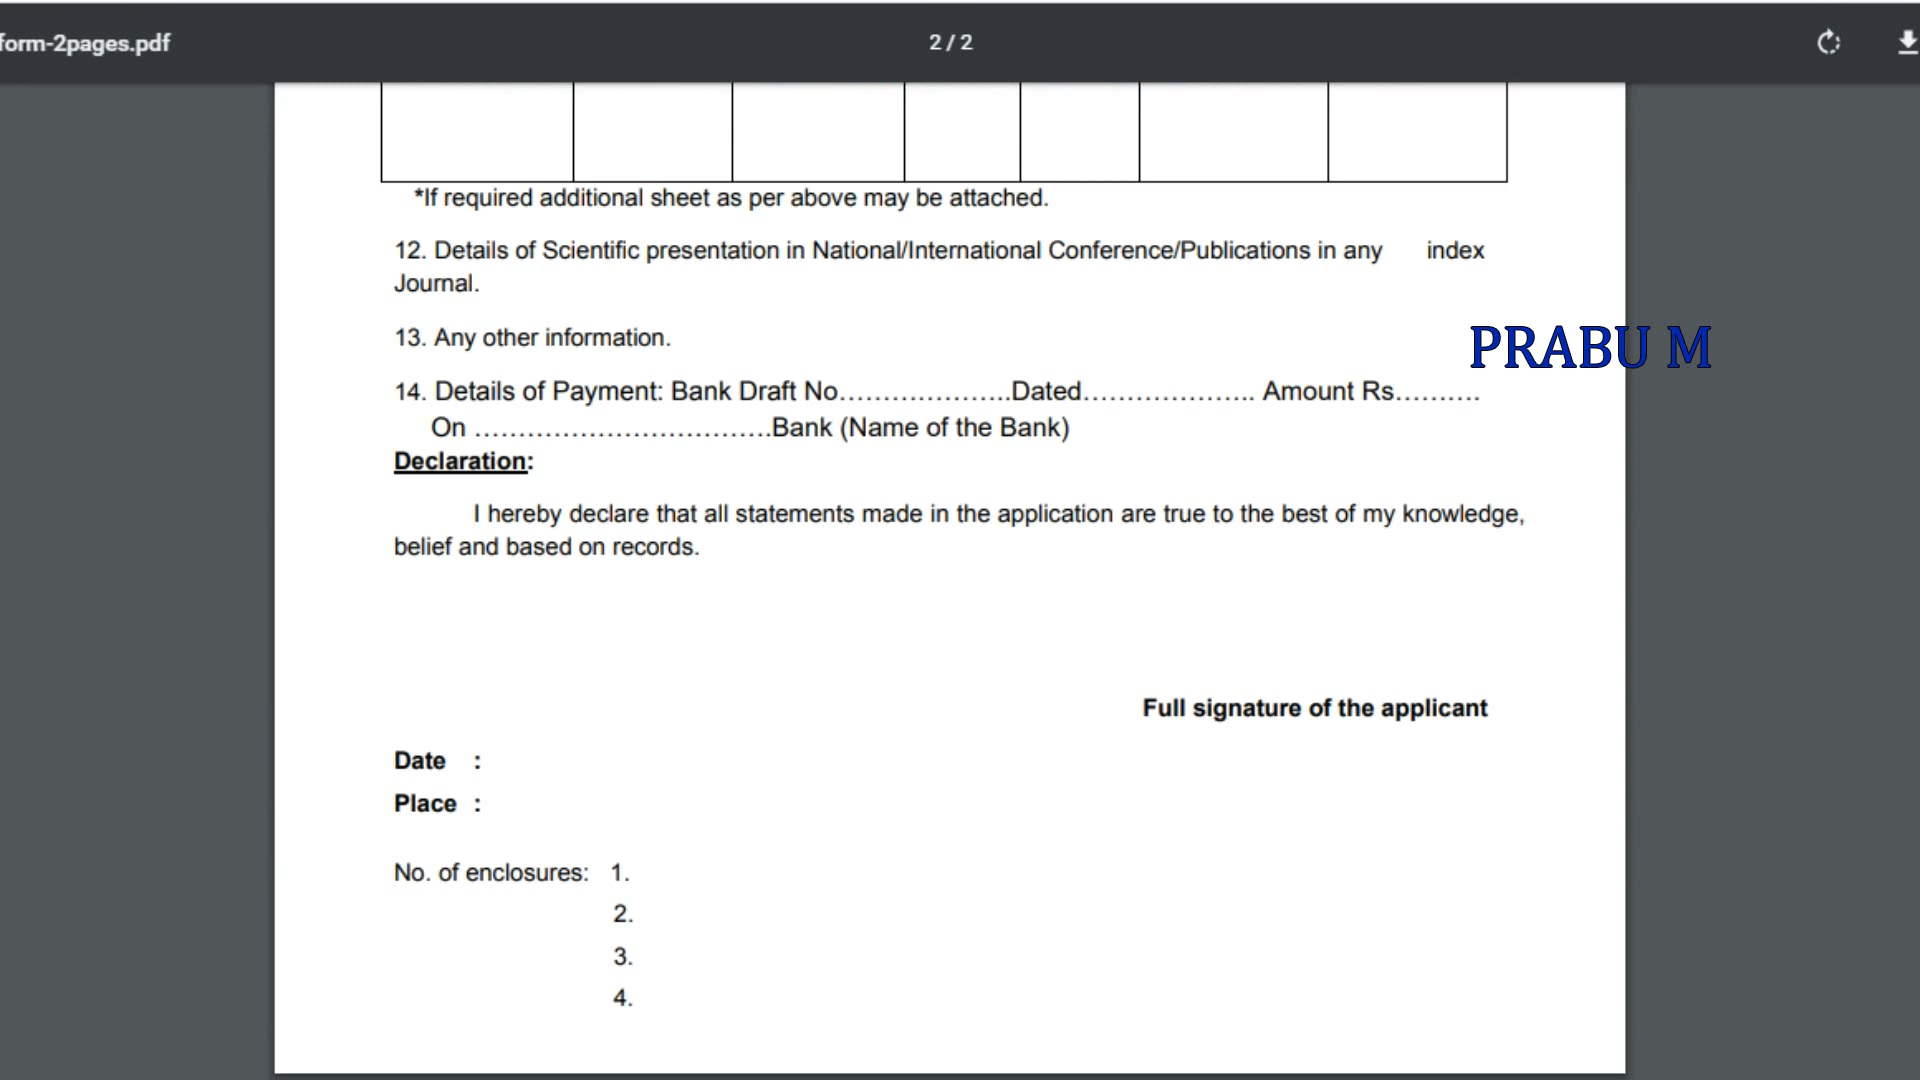 form-2pages.pdf
2 / 2
*If required additional sheet as per above may be attached.
12. Details of Scientific presentation in National/International Conference/Publications in any index
Journal.
13. Any other information.
PRABU M
14. Details of Payment: Bank Draft No......................Dated....................... Amount Rs..........
On ..................................Bank (Name of the Bank)
Declaration:
I hereby declare that all statements made in the application are true to the best of my knowledge,
belief and based on records.
Full signature of the applicant
Date :
Place :
No. of enclosures: 1.
2.
3.
4.